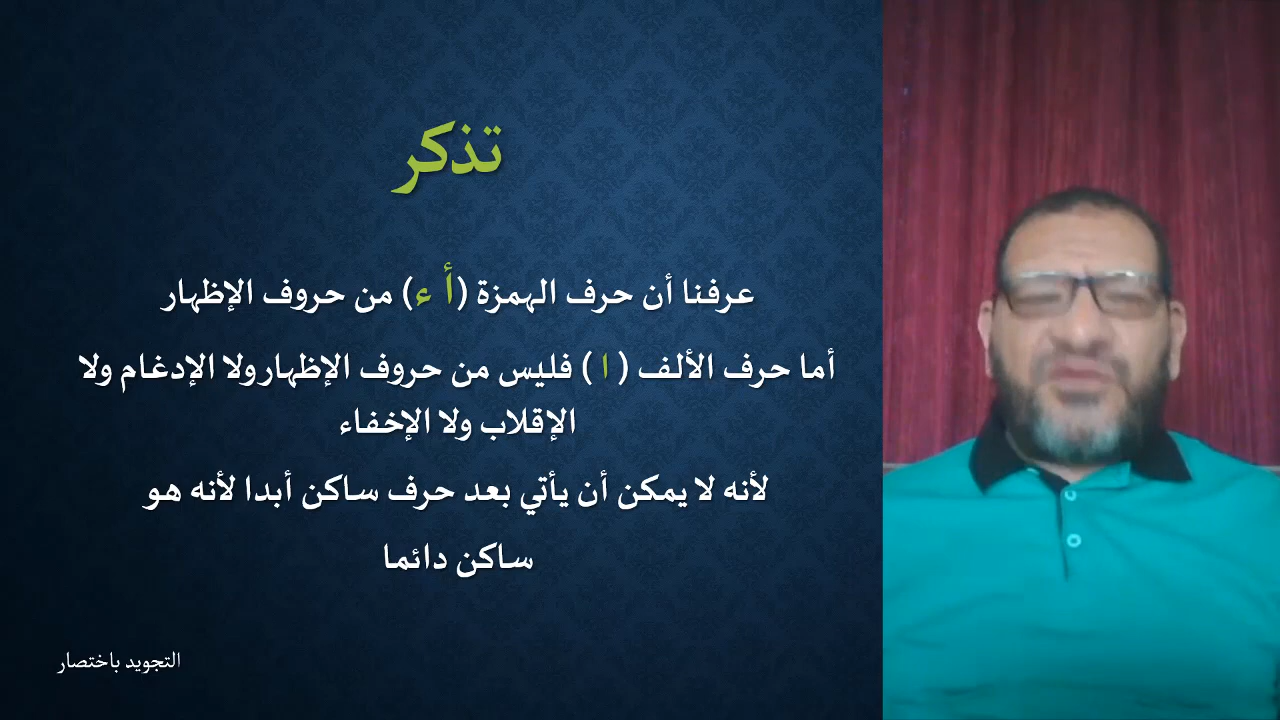 تذكر
عرفنا أن حرف الهمزة (أ ء) من حروف الإظهار
أما حرف الألف ( ا ) فليس من حروف الإظهارولا الإدغام ولا
الإقلاب ولا الإخفاء
لأنه لا يمكن أن يأتي بعد حرف ساكن أبدا لأنه هو
ساكن دائما
التجويد باختصار